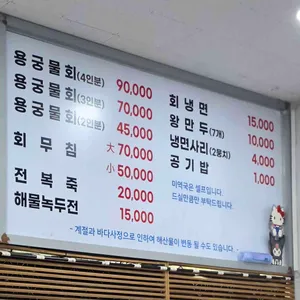 용궁물회(4인분) 90,000
용궁물회(3인분) 70,000
용궁물회(2인분) 45,000
회무침 大 70,000
小 50,000
전복죽 20,000
해물녹두전 15,000
회냉면 15,000
왕만두(7개) 10,000
냉면사리(2뭉치) 4,000
공기밥 1,000
미역국은 셀프입니다.
드실만큼만 부탁드립니다.
- 계절과 바다사정으로 인하여 해산물이 변동 될 수도 있습니다. -